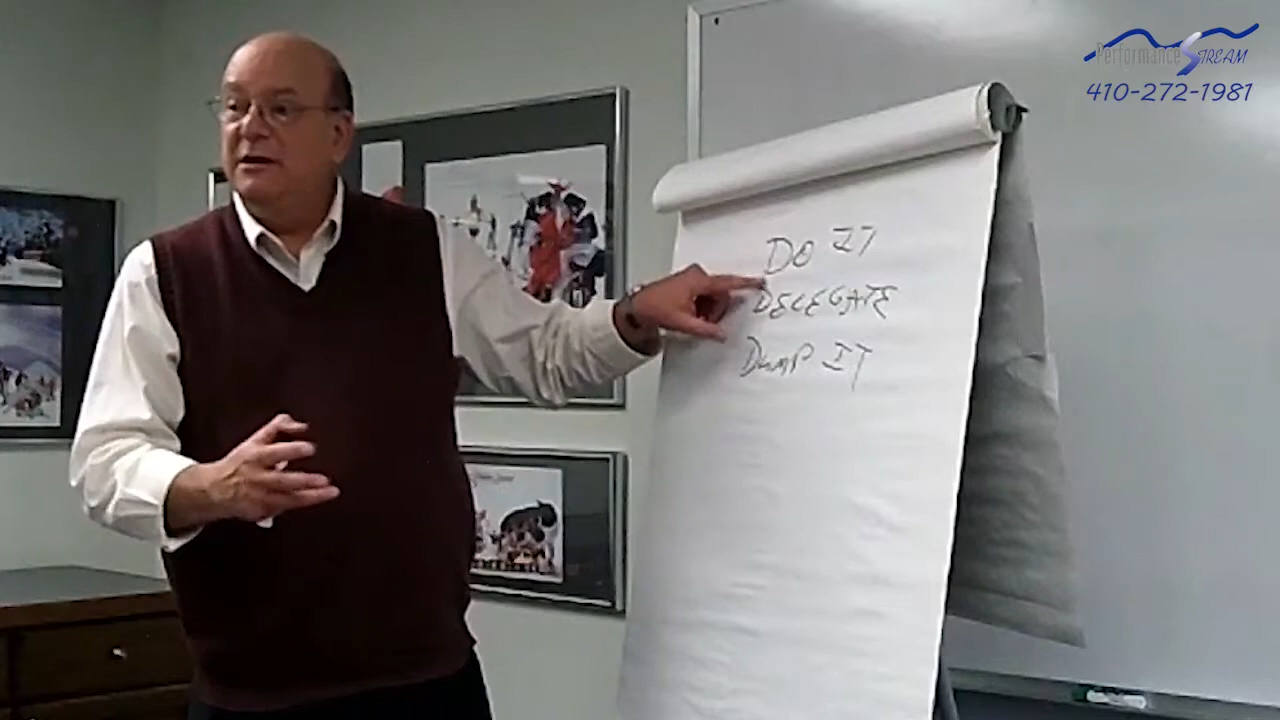 Performance STREAM
410-272-1981
DO IT
DELEGATE
DUMP IT